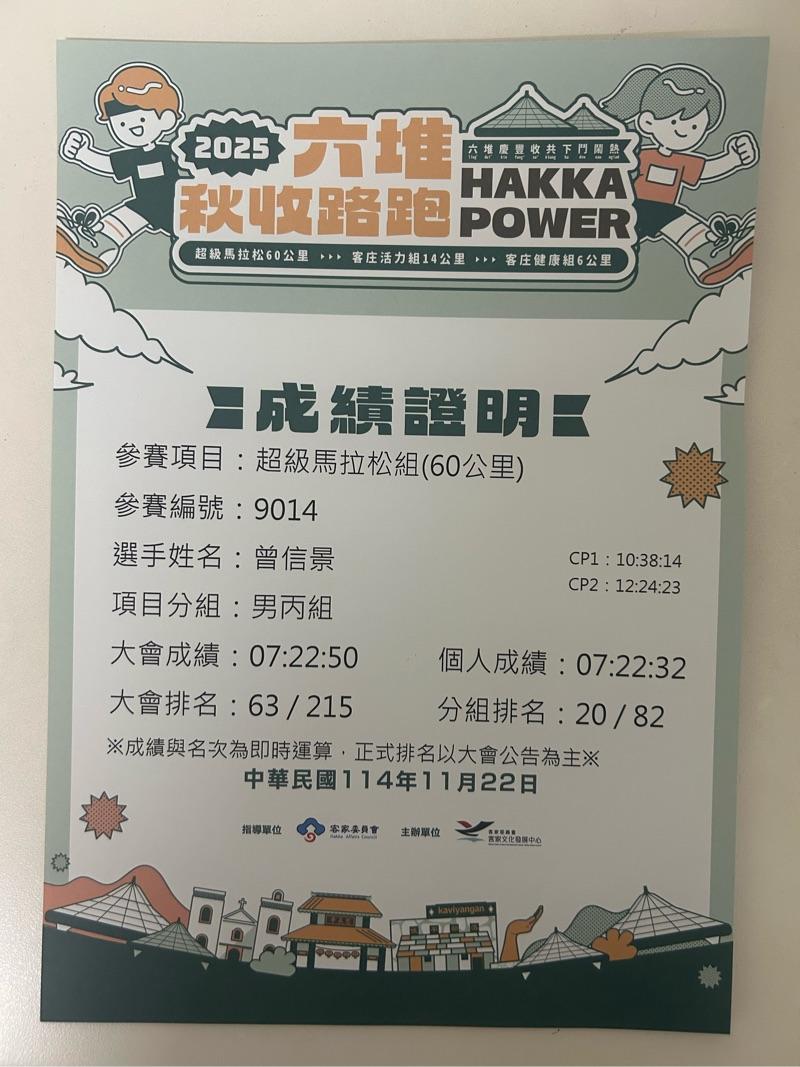 2025
六堆
秋收路跑
六堆慶豐收共下鬥鬧熱
HAKKA
POWER
超級馬拉松60公里 ››› 客庄活力組14公里 ››› 客庄健康組6公里
成績證明
參賽項目：超級馬拉松組(60公里)
參賽編號：9014
選手姓名：曾信景
CP1：10:38:14
CP2：12:24:23
項目分組：男丙組
大會成績：07:22:50
個人成績：07:22:32
大會排名：63 / 215
分組排名：20 / 82
※成績與名次為即時運算，正式排名以大會公告為主※
中華民國114年11月22日
指導單位 客家委員會
Hakka Affairs Council
主辦單位 客家委員會
客家文化發展中心
kaviyangan